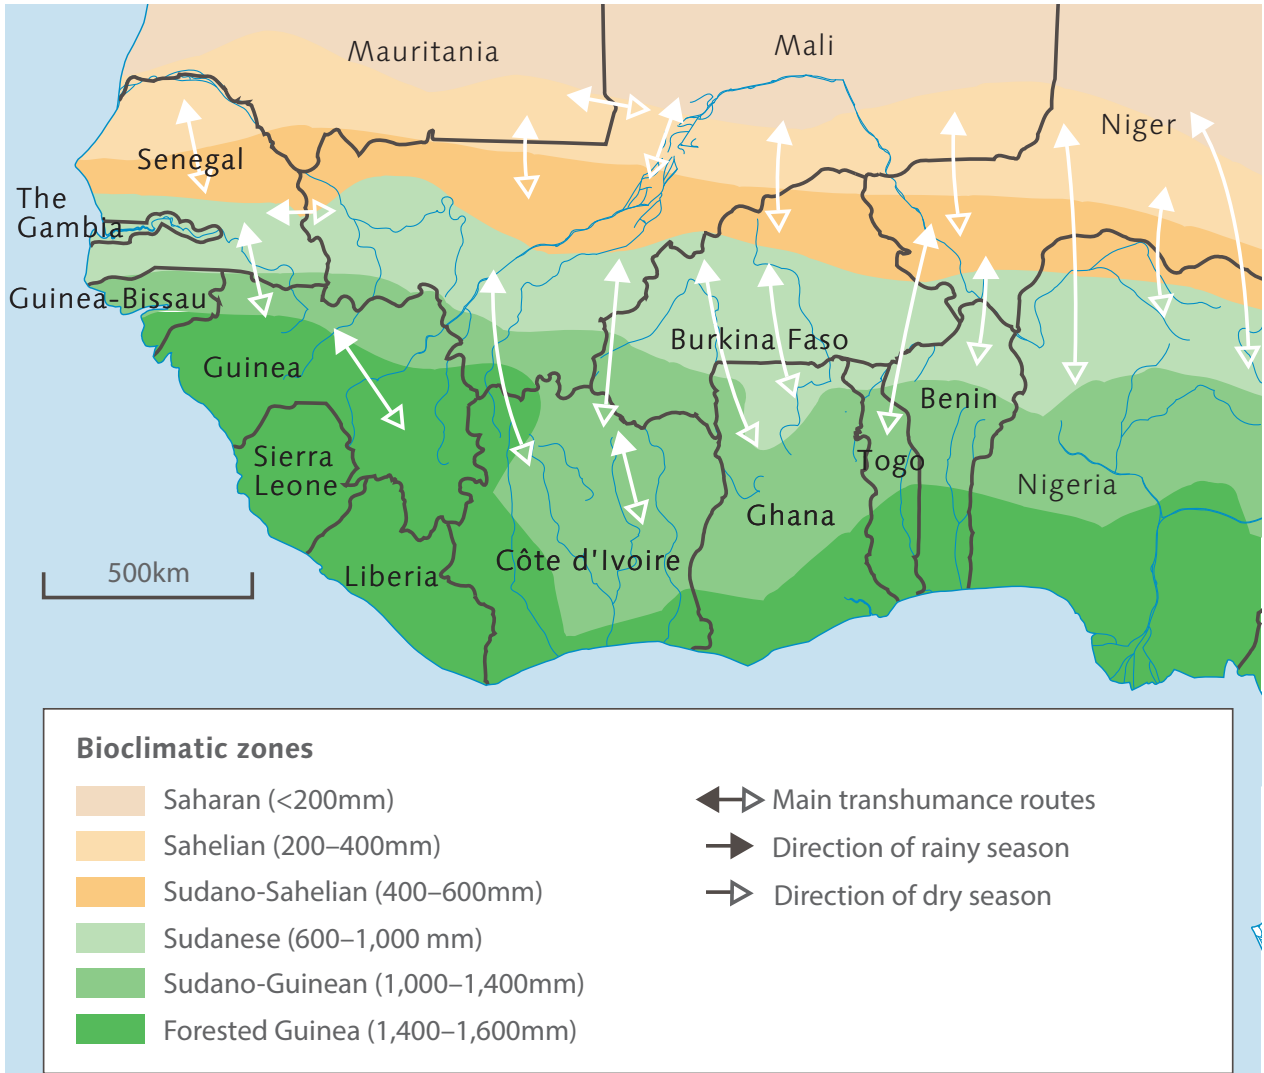 Mauritania
Mali
Niger
Senegal
The
Gambia
Guinea-Bissau
Guinea
Burkina Faso
Benin
Sierra
Leone
Togo
Nigeria
Ghana
Côte d'Ivoire
Liberia
500km
Bioclimatic zones
Saharan (<200mm)
Sahelian (200–400mm)
Sudano-Sahelian (400–600mm)
Sudanese (600–1,000 mm)
Sudano-Guinean (1,000–1,400mm)
Forested Guinea (1,400–1,600mm)
Main transhumance routes
Direction of rainy season
Direction of dry season